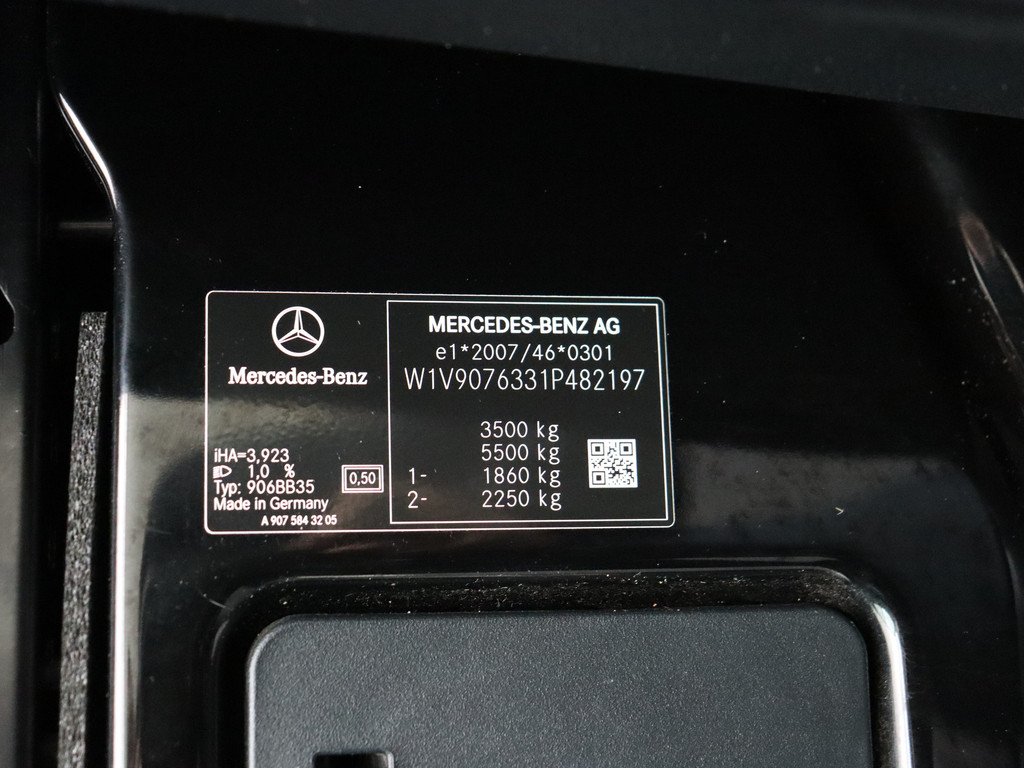 Mercedes-Benz
iHA=3,923
1.0 %
Typ: 906BB35
Made in Germany
A 907 584 32 05
0,50
MERCEDES-BENZ AG
e1*2007/46*0301
W1V9076331P482197
3500 kg
5500 kg
1- 1860 kg
2- 2250 kg